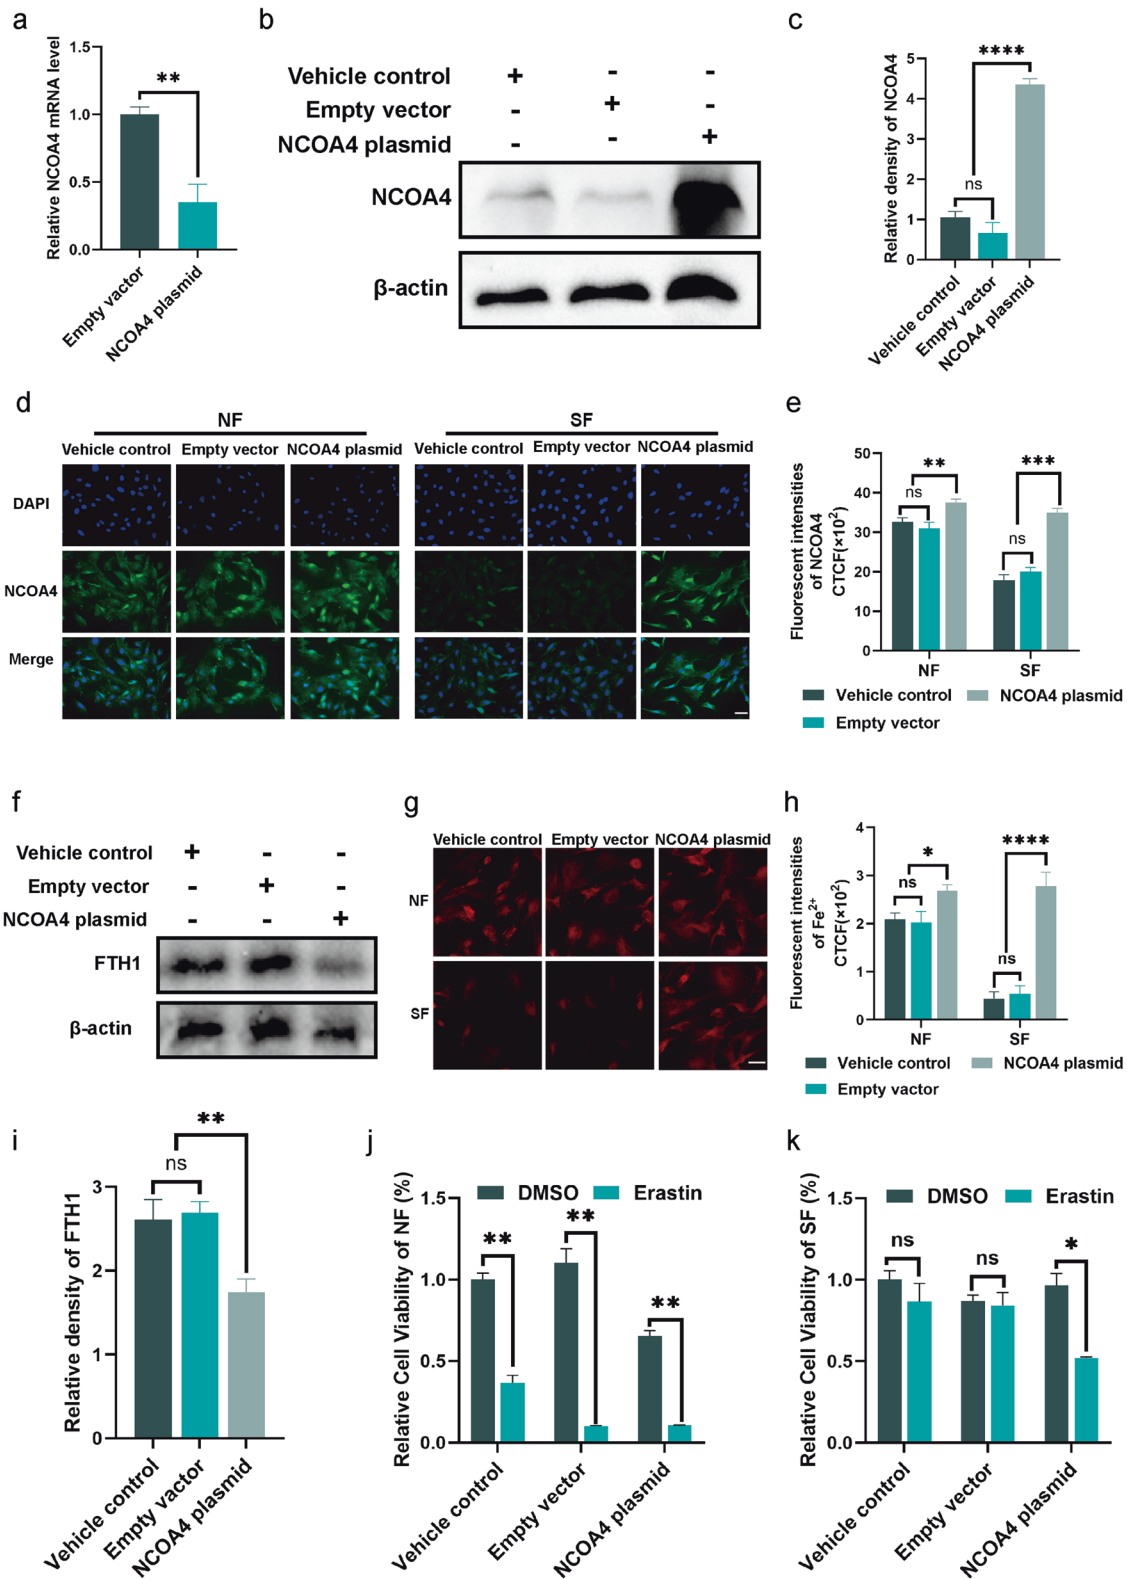 a
Relative NCOA4 mRNA level
1.5
1.0
0.5
0.0
**
Empty vactor
NCOA4 plasmid
b
Vehicle control + - -
Empty vector - + -
NCOA4 plasmid - - +
NCOA4
β-actin
c
Relative density of NCOA4
5
4
3
2
1
0
ns
****
Vehicle control
Empty vactor
NCOA4 plasmid
d
NF
SF
Vehicle control Empty vector NCOA4 plasmid
Vehicle control Empty vector NCOA4 plasmid
DAPI
NCOA4
Merge
e
Fluorescent intensities
of NCOA4
CTCF(×10²)
50
40
30
20
10
0
ns
**
ns
***
NF
SF
Vehicle control
NCOA4 plasmid
Empty vector
f
Vehicle control + - -
Empty vector - + -
NCOA4 plasmid - - +
FTH1
β-actin
g
Vehicle control Empty vector NCOA4 plasmid
NF
SF
h
Fluorescent intensities
of Fe²⁺
CTCF(×10²)
4
3
2
1
0
ns
*
ns
****
NF
SF
Vehicle control
NCOA4 plasmid
Empty vactor
i
Relative density of FTH1
3
2
1
0
ns
**
Vehicle control
Empty vactor
NCOA4 plasmid
j
Relative Cell Viability of NF (%)
DMSO
Erastin
1.5
1.0
0.5
0.0
**
**
**
Vehicle control
Empty vector
NCOA4 plasmid
k
Relative Cell Viability of SF (%)
DMSO
Erastin
1.5
1.0
0.5
0.0
ns
ns
*
Vehicle control
Empty vector
NCOA4 plasmid